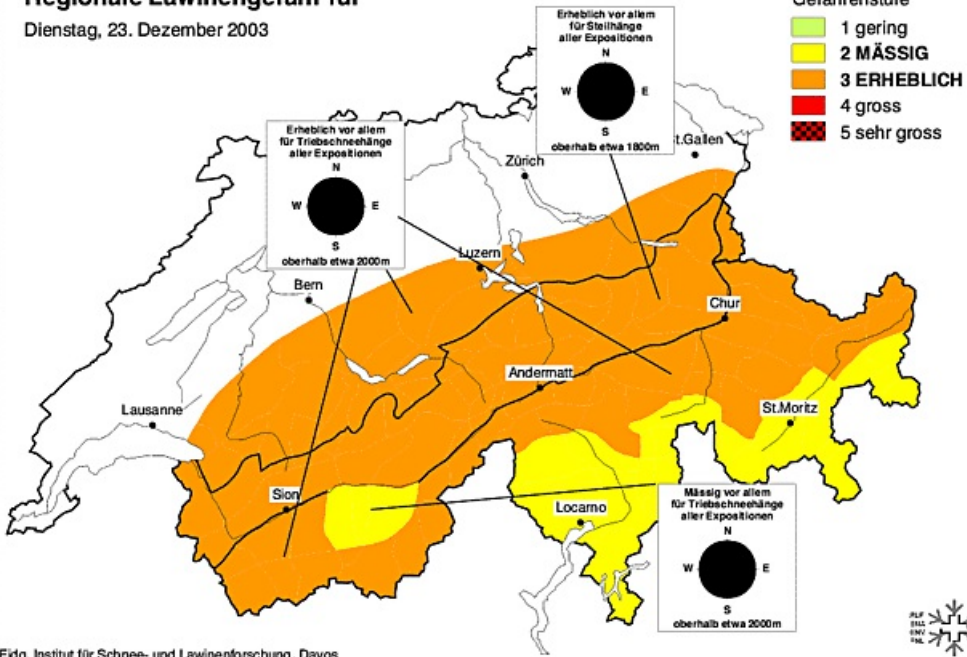 Regionale Lawinengefahr für
Dienstag, 23. Dezember 2003
Gefahrenstufe
1 gering
2 MÄSSIG
3 ERHEBLICH
4 gross
5 sehr gross
Erheblich vor allem
für Steilhänge
aller Expositionen
N
W E
S
oberhalb etwa 1800m
Erheblich vor allem
für Triebschneehänge
aller Expositionen
N
W E
S
oberhalb etwa 2000m
St.Gallen
Zürich
Luzern
Bern
Chur
Andermatt
Lausanne
St.Moritz
Sion
Locarno
Mässig vor allem
für Triebschneehänge
aller Expositionen
N
W E
S
oberhalb etwa 2000m
Eidg. Institut für Schnee- und Lawinenforschung, Davos